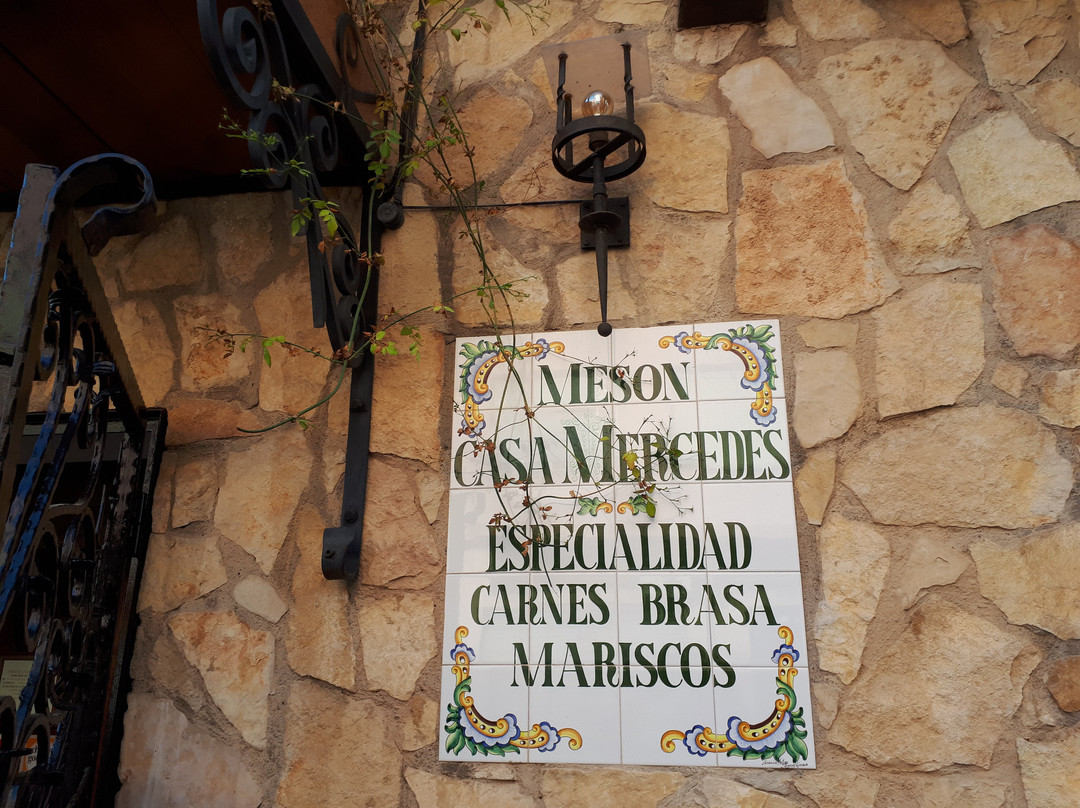 MESON
CASA MERCEDES
ESPECIALIDAD
CARNES BRASA
MARISCOS